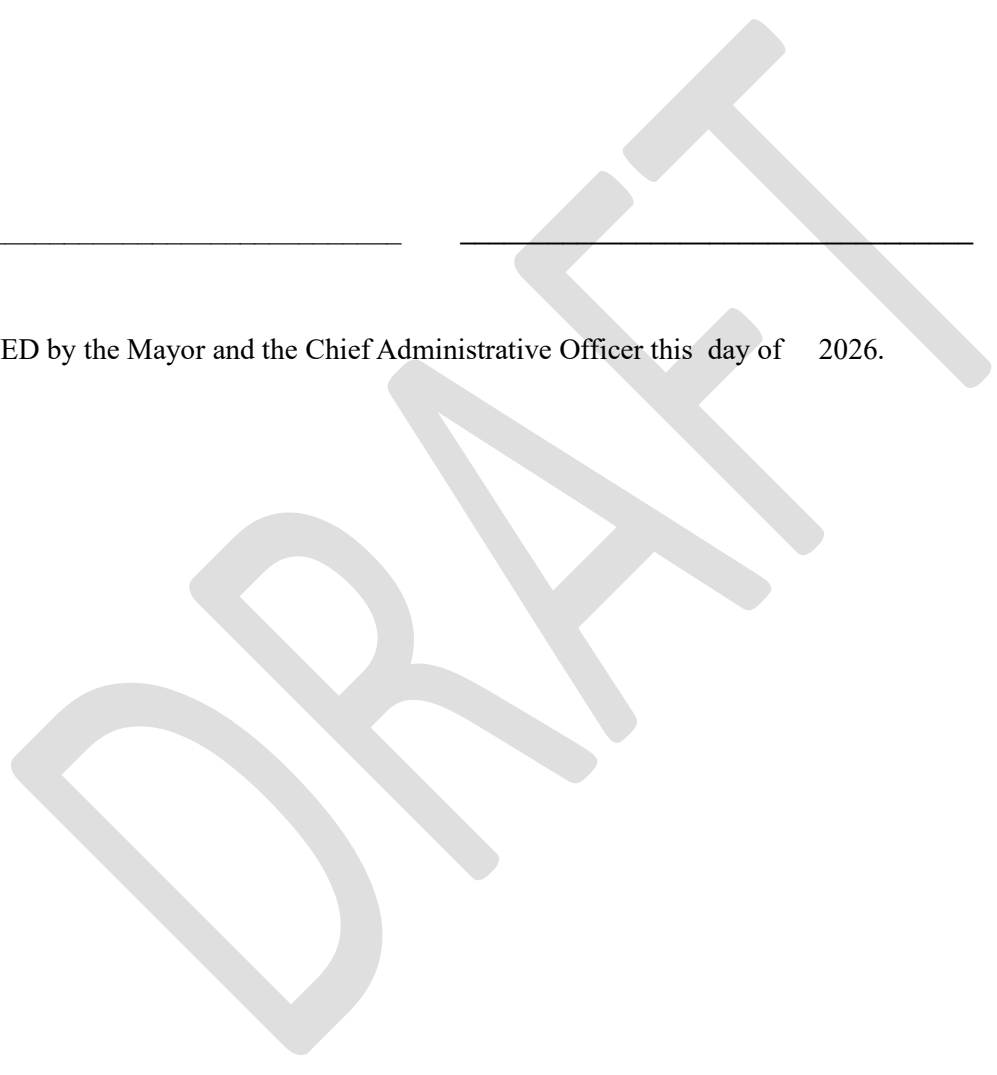 ED by the Mayor and the Chief Administrative Officer this day of 2026.
DRAFT